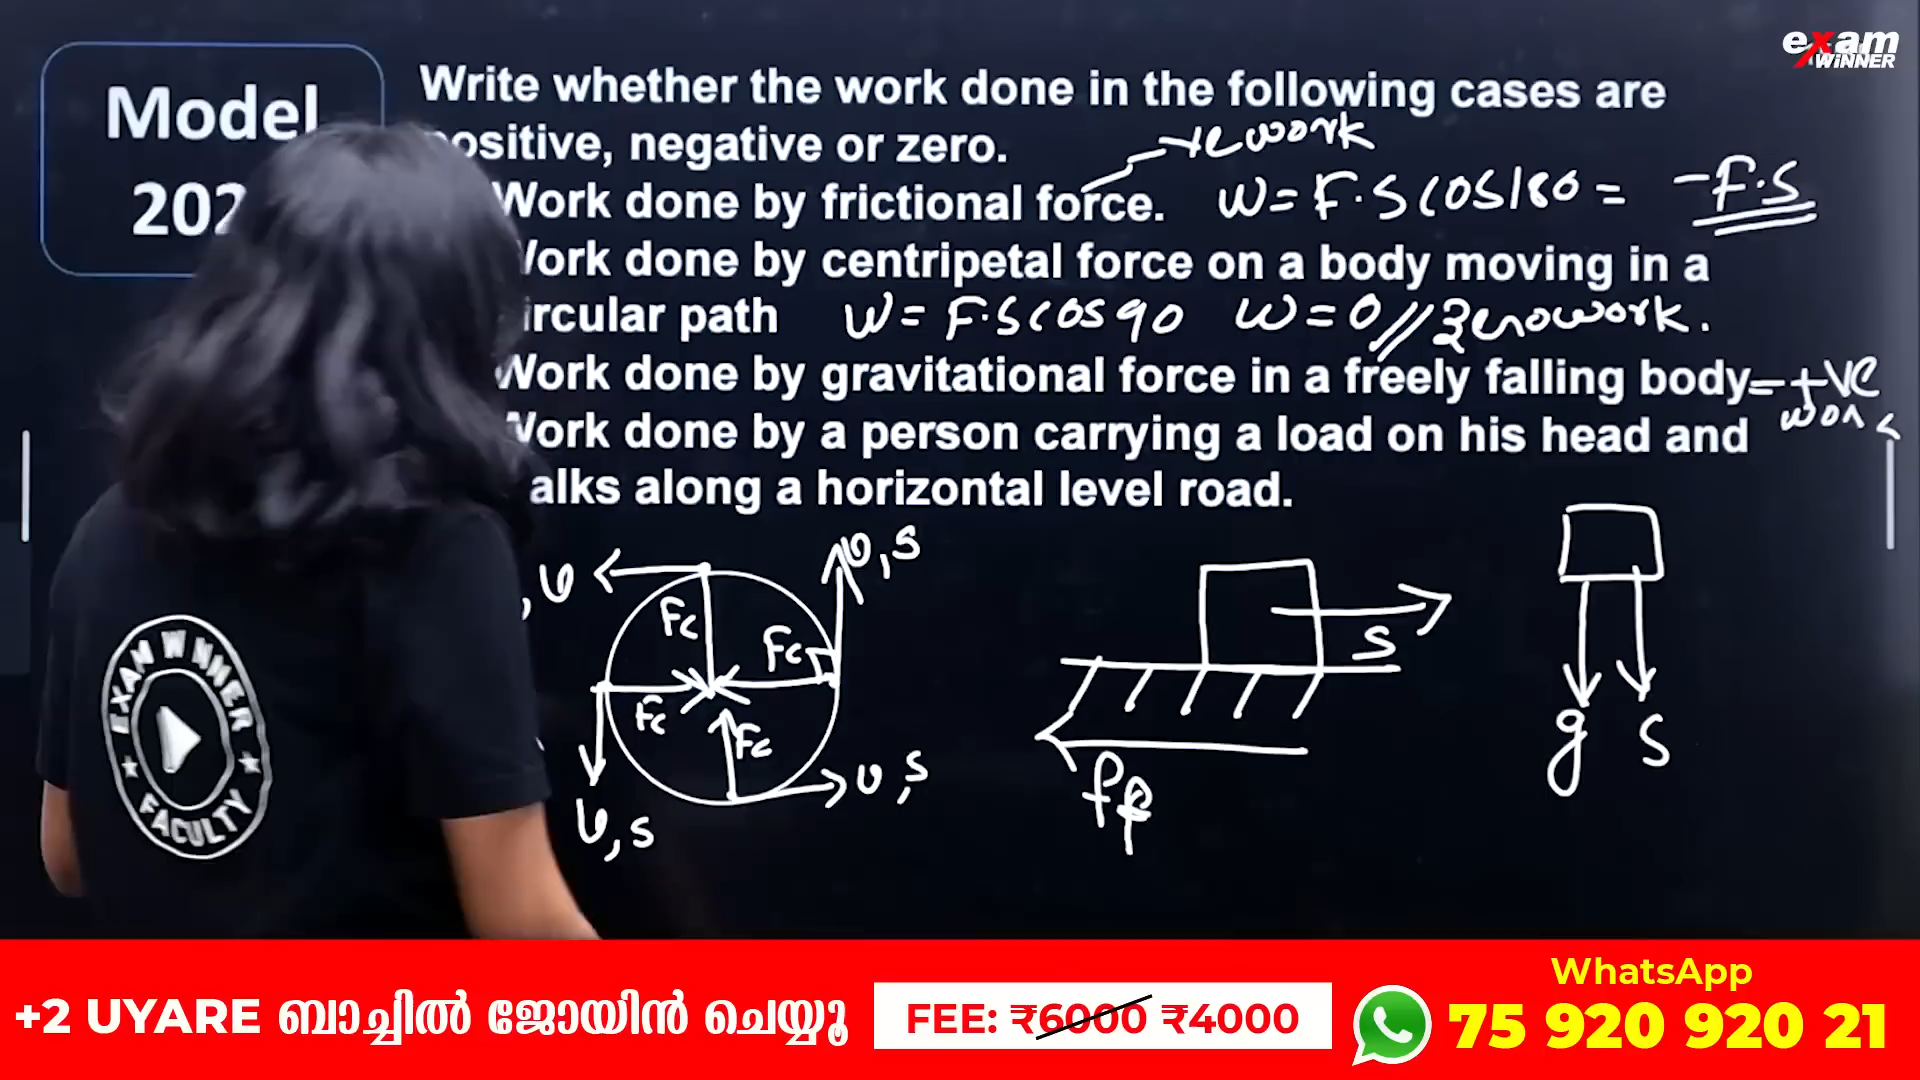 exam
WINNER
Model
202
Write whether the work done in the following cases are
positive, negative or zero.
-ve work
Work done by frictional force. W = F·S cos180 = -F·S
Work done by centripetal force on a body moving in a
ircular path W = F·S cos90 W = 0 // Zero work.
Work done by gravitational force in a freely falling body = +ve
work
Work done by a person carrying a load on his head and
alks along a horizontal level road.
, v
v, s
Fc
Fc
Fc
Fc
v, s
v, s
S
g S
EXAM WINNER
FACULTY
+2 UYARE ബാച്ചിൽ ജോയിൻ ചെയ്യൂ
FEE: ₹6000 ₹4000
WhatsApp
75 920 920 21